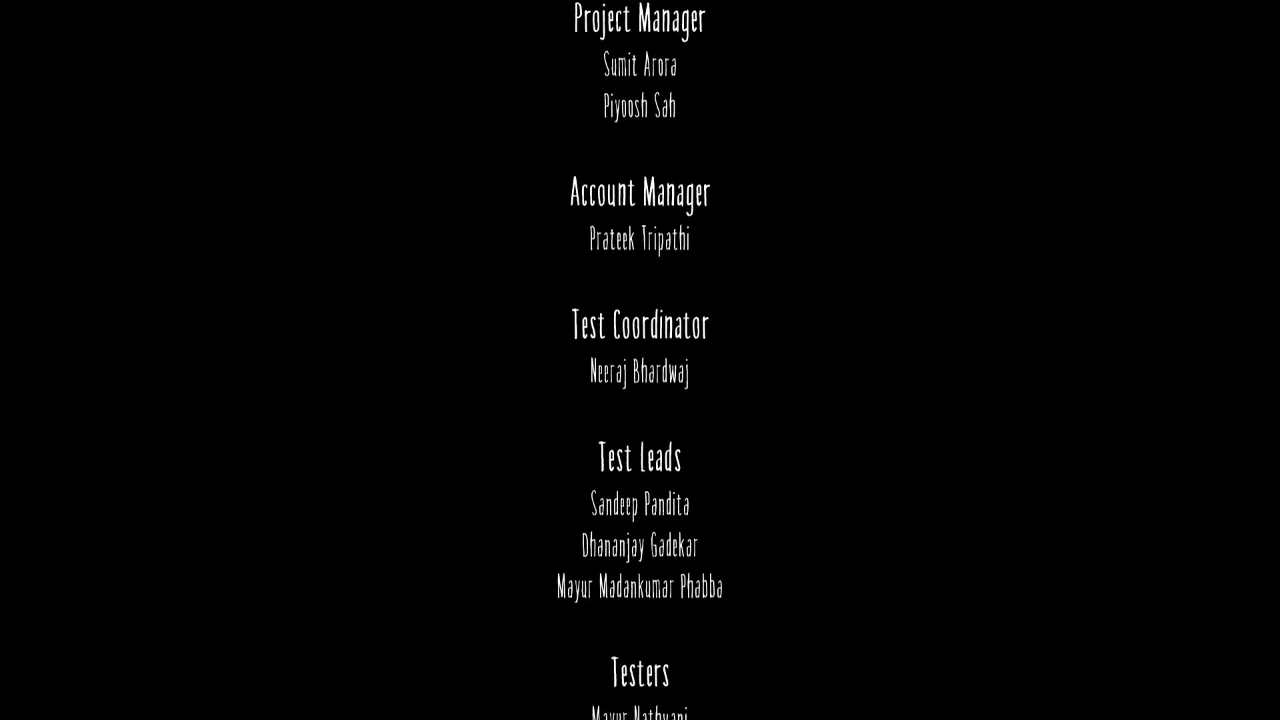 Project Manager
Sumit Arora
Piyoosh Sah
Account Manager
Prateek Tripathi
Test Coordinator
Neeraj Bhardwaj
Test Leads
Sandeep Pandita
Dhananjay Gadekar
Mayur Madankumar Phabba
Testers
Mayur